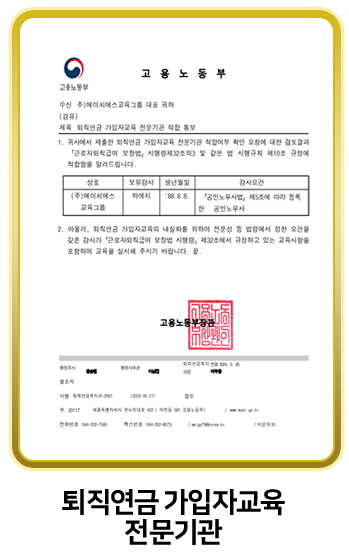 고용노동부
고 용 노 동 부
수신 주)에이치에스교육그룹 대표 귀하
(경유)
제목 퇴직연금 가입자교육 전문기관 적합 통보
1. 귀사에서 제출한 퇴직연금 가입자교육 전문기관 적합여부 확인 요청에 대한 검토결과
「근로자퇴직급여 보장법」 시행령제32조의3 및 같은 법 시행규칙 제10조 규정에
적합함을 알려드립니다.
상호 보유강사 생년월일 강사요건
(주)에이치에스 하예지 '88.8.8. 「공인노무사법」 제5조에 따라 등록
교육그룹 한 공인노무사
2. 아울러, 퇴직연금 가입자교육의 내실화를 위하여 전문성 등 법령에서 정한 요건을
갖춘 강사가 「근로자퇴직급여 보장법 시행령」 제32조에서 규정하고 있는 교육사항을
포함하여 교육을 실시해 주시기 바랍니다. 끝.
고용노동부장관
행정주사 행정사무관 퇴직연금복지과장 전결 2024. 5. 20.
협조자
시행 퇴직연금복지과-2091 (2024.05.21) 접수
우 30117 세종특별자치시 한누리대로 422 ( 어진동 581 고용노동부) / www.moel.go.kr
전화번호 044-202-7565 팩스번호 044-202-8073 / @korea.kr / 비공개(6)
퇴직연금 가입자교육
전문기관